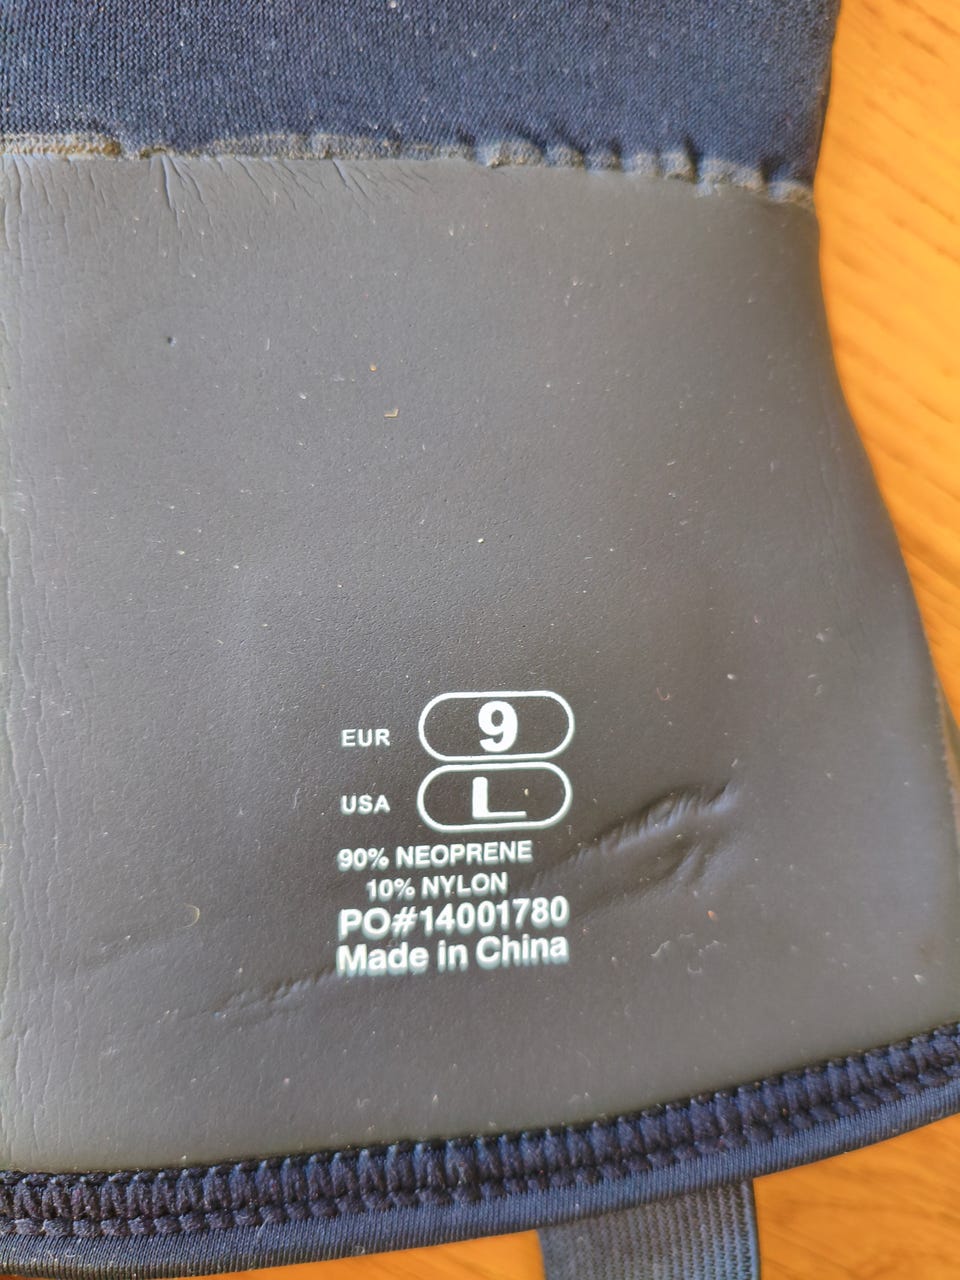 EUR 9
USA L
90% NEOPRENE
10% NYLON
PO#14001780
Made in China